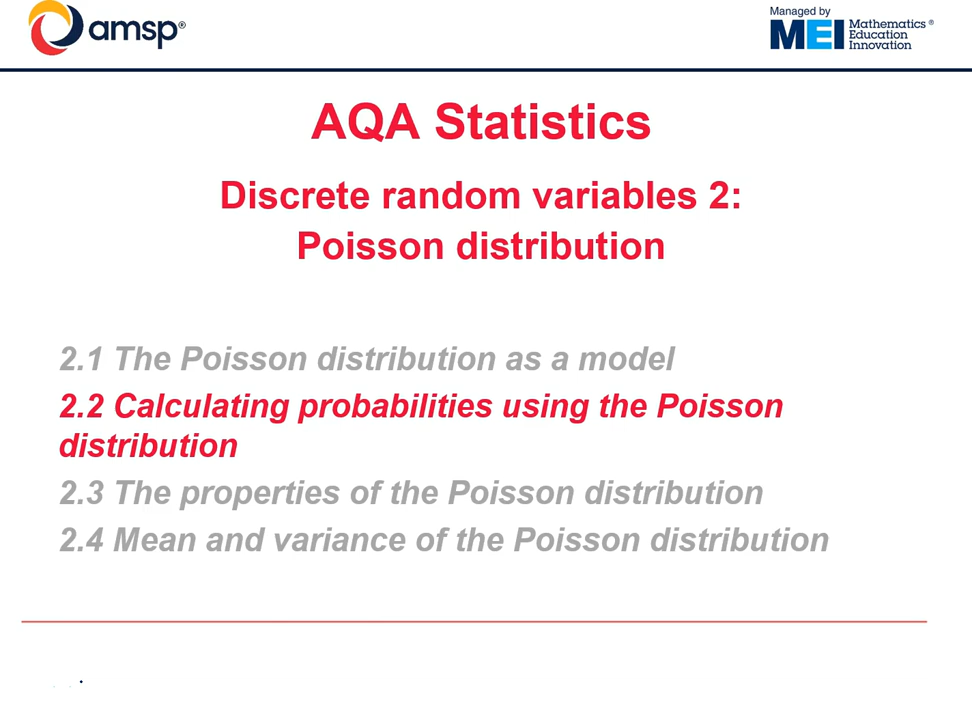 amsp®
Managed by
MEI Mathematics®
Education
Innovation
AQA Statistics
Discrete random variables 2:
Poisson distribution
2.1 The Poisson distribution as a model
2.2 Calculating probabilities using the Poisson
distribution
2.3 The properties of the Poisson distribution
2.4 Mean and variance of the Poisson distribution